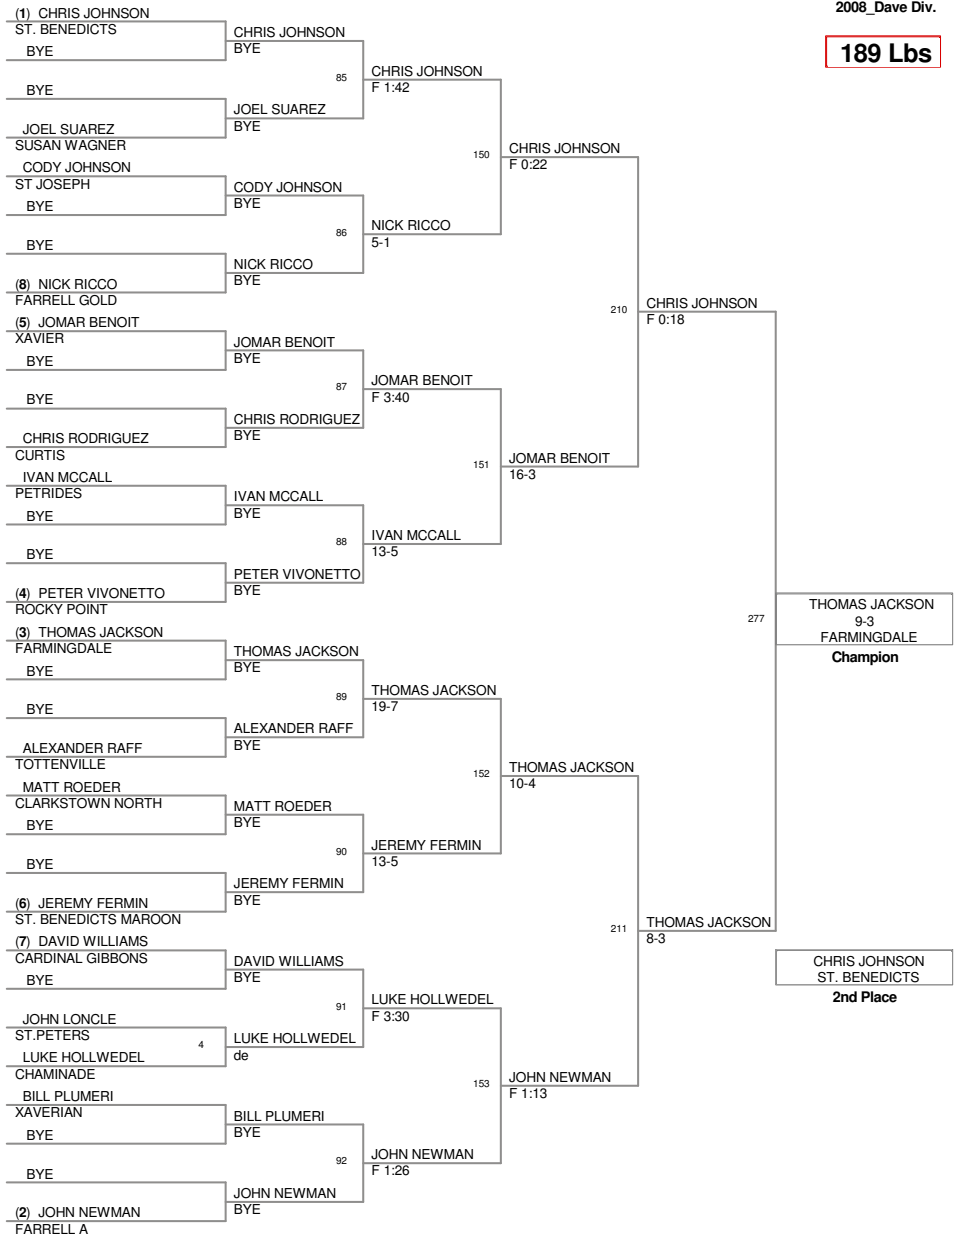 2008_Dave Div.
189 Lbs
(1) CHRIS JOHNSON
ST. BENEDICTS
BYE
BYE
JOEL SUAREZ
SUSAN WAGNER
CODY JOHNSON
ST JOSEPH
BYE
BYE
(8) NICK RICCO
FARRELL GOLD
(5) JOMAR BENOIT
XAVIER
BYE
BYE
CHRIS RODRIGUEZ
CURTIS
IVAN MCCALL
PETRIDES
BYE
BYE
(4) PETER VIVONETTO
ROCKY POINT
(3) THOMAS JACKSON
FARMINGDALE
BYE
BYE
ALEXANDER RAFF
TOTTENVILLE
MATT ROEDER
CLARKSTOWN NORTH
BYE
BYE
(6) JEREMY FERMIN
ST. BENEDICTS MAROON
(7) DAVID WILLIAMS
CARDINAL GIBBONS
BYE
JOHN LONCLE
ST.PETERS
LUKE HOLLWEDEL
CHAMINADE
BILL PLUMERI
XAVERIAN
BYE
BYE
(2) JOHN NEWMAN
FARRELL A
CHRIS JOHNSON
BYE
JOEL SUAREZ
BYE
CODY JOHNSON
BYE
NICK RICCO
BYE
JOMAR BENOIT
BYE
CHRIS RODRIGUEZ
BYE
IVAN MCCALL
BYE
PETER VIVONETTO
BYE
THOMAS JACKSON
BYE
ALEXANDER RAFF
BYE
MATT ROEDER
BYE
JEREMY FERMIN
BYE
DAVID WILLIAMS
BYE
4
LUKE HOLLWEDEL
de
BILL PLUMERI
BYE
JOHN NEWMAN
BYE
85
CHRIS JOHNSON
F 1:42
86
NICK RICCO
5-1
87
JOMAR BENOIT
F 3:40
88
IVAN MCCALL
13-5
89
THOMAS JACKSON
19-7
90
JEREMY FERMIN
13-5
91
LUKE HOLLWEDEL
F 3:30
92
JOHN NEWMAN
F 1:26
150
CHRIS JOHNSON
F 0:22
151
JOMAR BENOIT
16-3
152
THOMAS JACKSON
10-4
153
JOHN NEWMAN
F 1:13
210
CHRIS JOHNSON
F 0:18
211
THOMAS JACKSON
8-3
277
THOMAS JACKSON
9-3
FARMINGDALE
Champion
CHRIS JOHNSON
ST. BENEDICTS
2nd Place